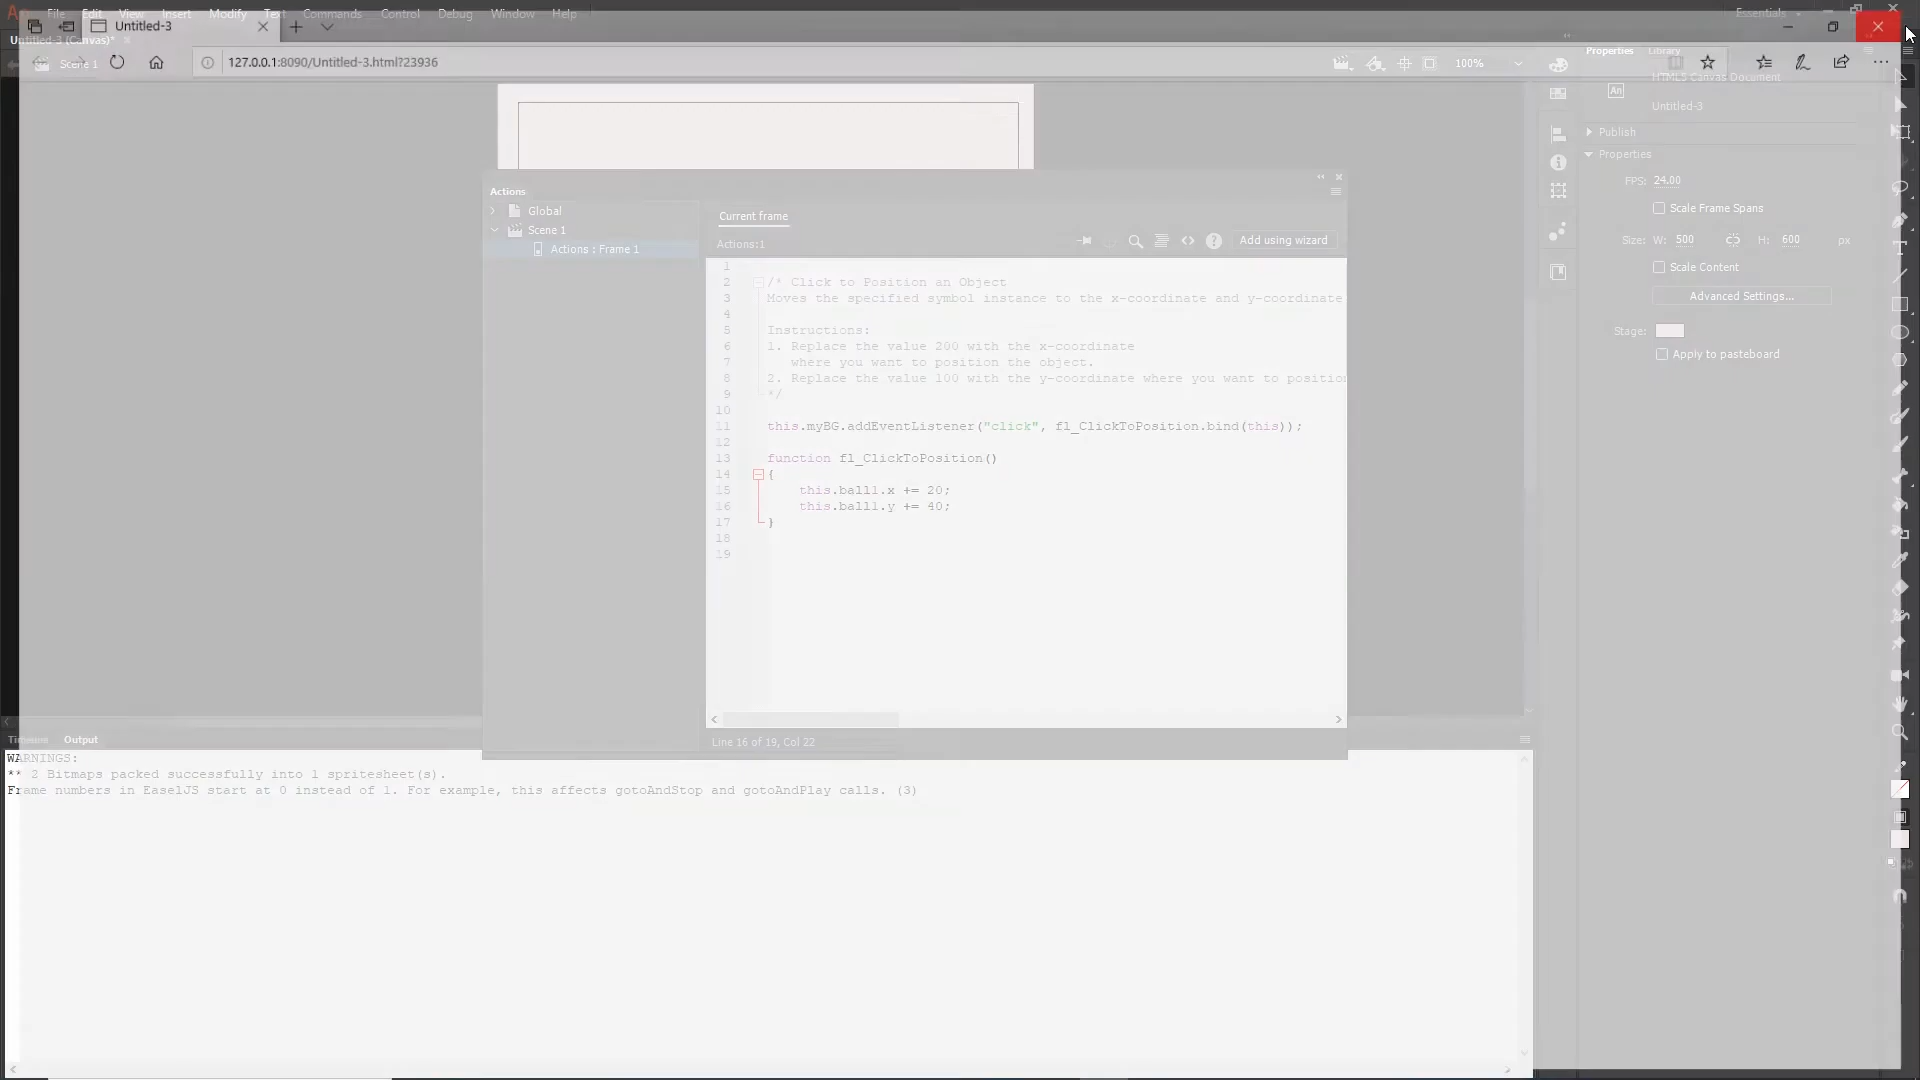 An File Edit View Insert Modify Text Commands Control Debug Window Help Essentials
Untitled-3
Untitled-3 (Canvas)*
Scene 1
127.0.0.1:8090/Untitled-3.html?23936
100%
Properties Library
HTML5 Canvas Document
An
Untitled-3
Publish
Properties
FPS: 24.00
Scale Frame Spans
Size: W: 500 H: 600 px
Scale Content
Advanced Settings...
Stage:
Apply to pasteboard
Actions
Global
Scene 1
Actions : Frame 1
Current frame
Actions:1
Add using wizard
1
2 /* Click to Position an Object
3 Moves the specified symbol instance to the x-coordinate and y-coordinate
4
5 Instructions:
6 1. Replace the value 200 with the x-coordinate
7 where you want to position the object.
8 2. Replace the value 100 with the y-coordinate where you want to position
9 */
10
11 this.myBG.addEventListener("click", fl_ClickToPosition.bind(this));
12
13 function fl_ClickToPosition()
14 {
15 this.ball1.x += 20;
16 this.ball1.y += 40;
17 }
18
19
Line 16 of 19, Col 22
Timeline Output
WARNINGS:
** 2 Bitmaps packed successfully into 1 spritesheet(s).
Frame numbers in EaselJS start at 0 instead of 1. For example, this affects gotoAndStop and gotoAndPlay calls. (3)